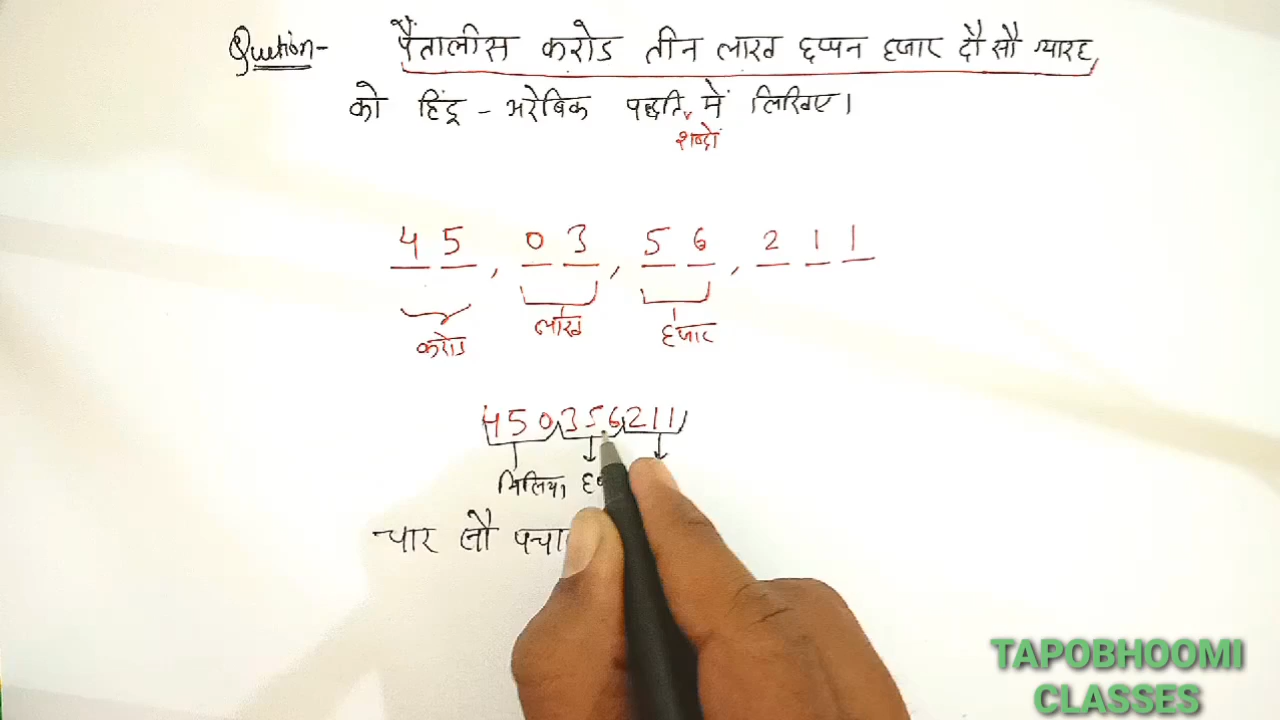 Quetion- पैंतालीस करोड तीन लाख छप्पन हजार दौ सौ ग्यारह
को हिंदू - अरेबिक पद्धति में लिखिए।
शब्दों
45, 03, 56, 211
करोड लाख हजार
450356211
मिलियन
चार सौ
TAPOBHOOMI
CLASSES